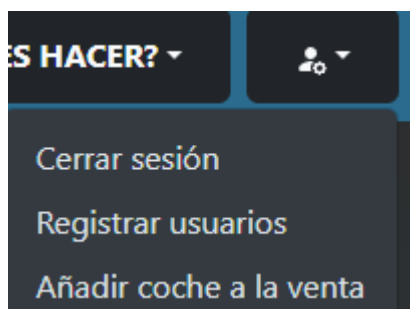 ES HACER?
Cerrar sesión
Registrar usuarios
Añadir coche a la venta